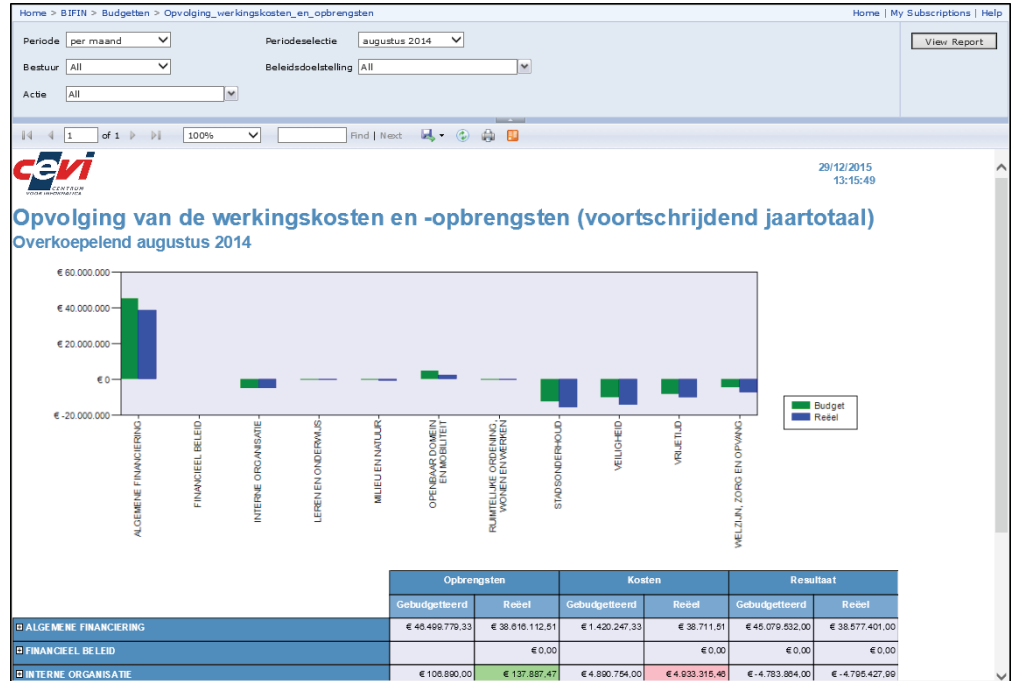 Home > BIFIN > Budgetten > Opvolging_werkingskosten_en_opbrengsten
Home | My Subscriptions | Help
Periode per maand Periodeselectie augustus 2014 View Report
Bestuur All Beleidsdoelstelling All
Actie All
1 of 1 100% Find | Next
cevi
CENTRUM
VOOR INFORMATICA
29/12/2015
13:15:49
Opvolging van de werkingskosten en -opbrengsten (voortschrijdend jaartotaal)
Overkoepelend augustus 2014
€ 60.000.000
€ 40.000.000
€ 20.000.000
€ 0
€ -20.000.000
ALGEMENE FINANCIERING
FINANCIEEL BELEID
INTERNE ORGANISATIE
LEREN EN ONDERWIJS
MILIEU EN NATUUR
OPENBAAR DOMEIN
EN MOBILITEIT
RUIMTELIJKE ORDENING,
WONEN EN WERKEN
STADSONDERHOUD
VEILIGHEID
VRIJETIJD
WELZIJN, ZORG EN OPVANG
Budget
Reëel
Opbrengsten Kosten Resultaat
Gebudgetteerd Reëel Gebudgetteerd Reëel Gebudgetteerd Reëel
ALGEMENE FINANCIERING € 46.499.779,33 € 38.616.112,51 € 1.420.247,33 € 38.711,51 € 45.079.532,00 € 38.577.401,00
FINANCIEEL BELEID € 0,00 € 0,00 € 0,00 € 0,00
INTERNE ORGANISATIE € 106.890,00 € 137.887,47 € 4.890.754,00 € 4.933.315,46 € -4.783.864,00 € -4.795.427,99